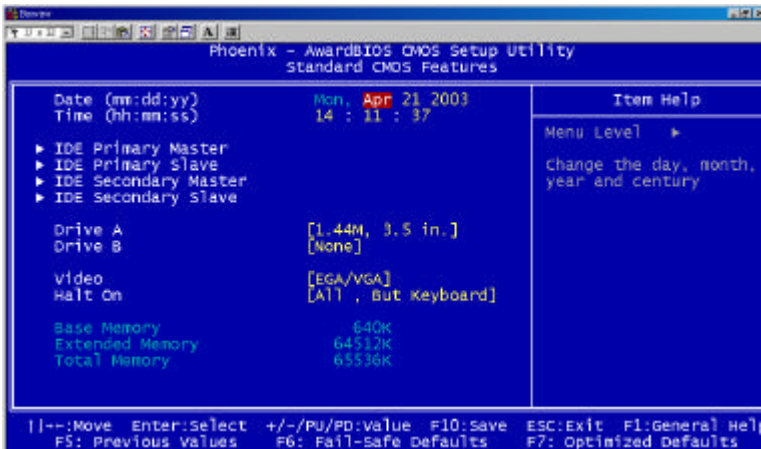 Phoenix - AwardBIOS CMOS Setup Utility
Standard CMOS Features
Date (mm:dd:yy) Mon, Apr 21 2003
Time (hh:mm:ss) 14 : 11 : 37
Item Help
Menu Level ▶
Change the day, month,
year and century
▶ IDE Primary Master
▶ IDE Primary Slave
▶ IDE Secondary Master
▶ IDE Secondary Slave
Drive A [1.44M, 3.5 in.]
Drive B [None]
Video [EGA/VGA]
Halt On [All , But Keyboard]
Base Memory 640K
Extended Memory 64512K
Total Memory 65536K
||--:Move Enter:Select +/-/PU/PD:Value F10:Save ESC:Exit F1:General Help
F5: Previous Values F6: Fail-Safe Defaults F7: Optimized Defaults